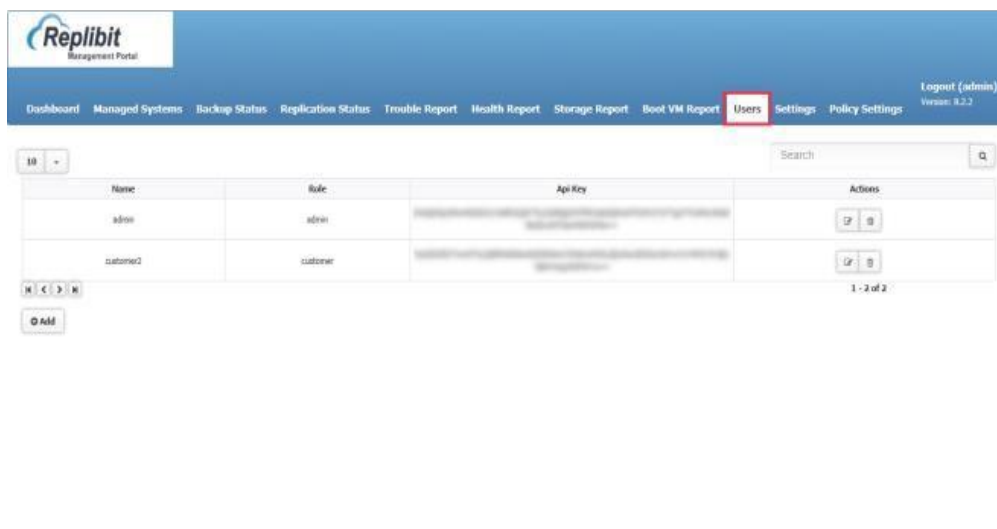 Replibit
Management Portal
Logout (admin)
Version: 8.2.2
Dashboard Managed Systems Backup Status Replication Status Trouble Report Health Report Storage Report Boot VM Report Users Settings Policy Settings
10
Search
Name Role Api Key Actions
admin admin
customer2 customer
1 - 2 of 2
Add